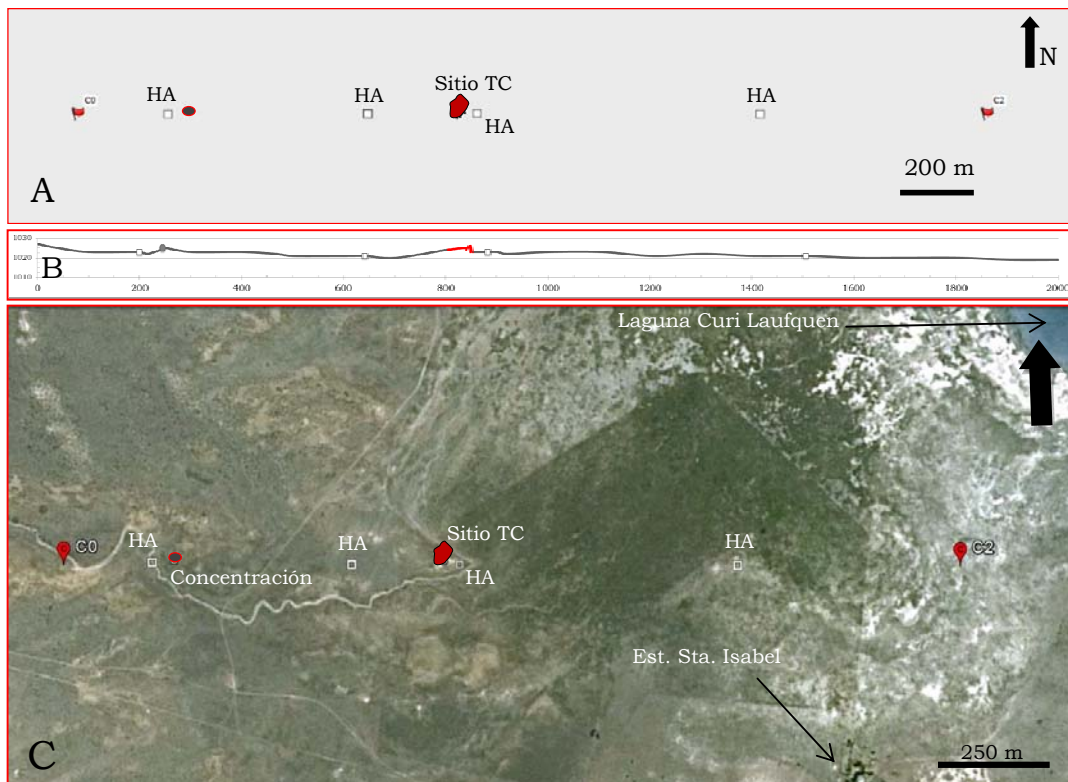 N
C0
HA
HA
Sitio TC
HA
HA
C2
200 m
A
1030
1020
1010
B
0
200
400
600
800
1000
1200
1400
1600
1800
2000
Laguna Curi Laufquen
C0
HA
Concentración
HA
Sitio TC
HA
HA
C2
Est. Sta. Isabel
C
250 m